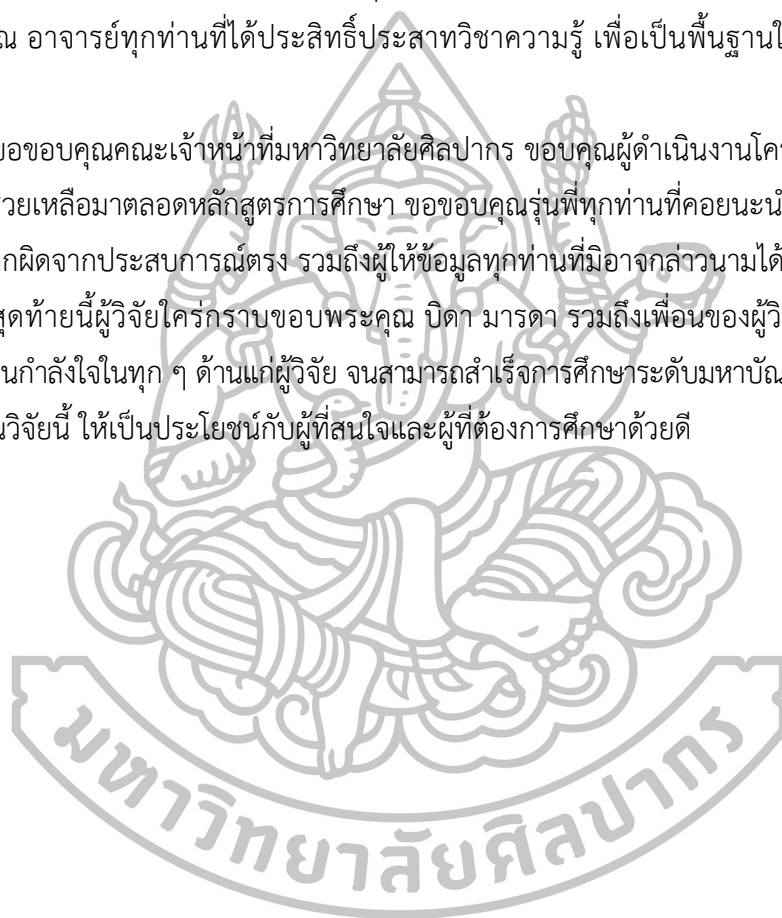 ณ อาจารย์ทุกท่านที่ได้ประสิทธิ์ประสาทวิชาความรู้ เพื่อเป็นพื้นฐานใ
ขอขอบคุณคณะเจ้าหน้าที่มหาวิทยาลัยศิลปากร ขอบคุณผู้ดำเนินงานโคร
วยเหลือมาตลอดหลักสูตรการศึกษา ขอขอบคุณรุ่นพี่ทุกท่านที่คอยนะนำ
กผิดจากประสบการณ์ตรง รวมถึงผู้ให้ข้อมูลทุกท่านที่มิอาจกล่าวนามได้
สุดท้ายนี้ผู้วิจัยใคร่กราบขอบพระคุณ บิดา มารดา รวมถึงเพื่อนของผู้วิ
นกำลังใจในทุก ๆ ด้านแก่ผู้วิจัย จนสามารถสำเร็จการศึกษาระดับมหาบัณ
นวิจัยนี้ ให้เป็นประโยชน์กับผู้ที่สนใจและผู้ที่ต้องการศึกษาด้วยดี
มหาวิทยาลัยศิลปากร